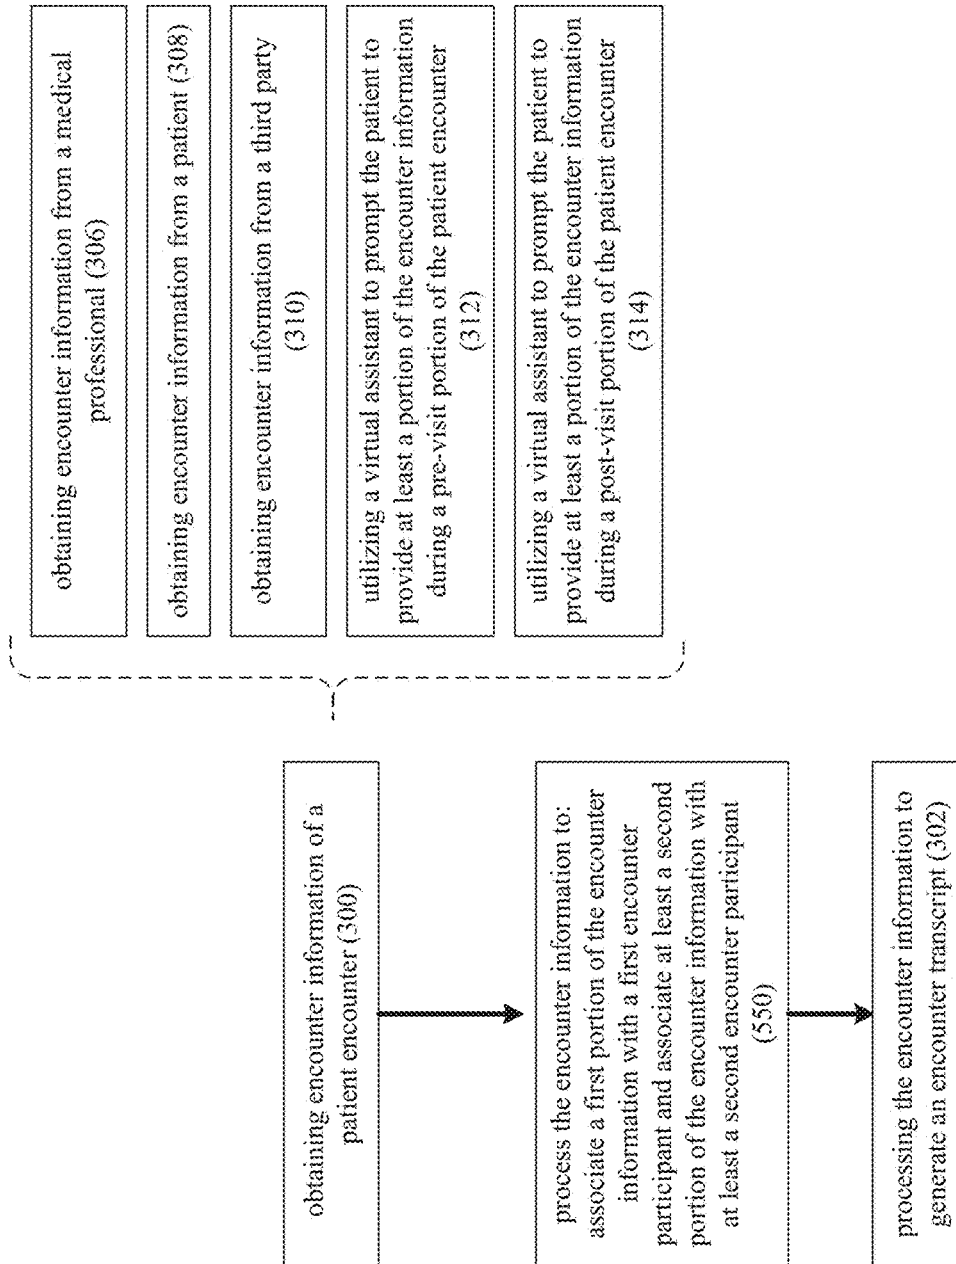 obtaining encounter information of a
patient encounter (300)
process the encounter information to:
associate a first portion of the encounter
information with a first encounter
participant and associate at least a second
portion of the encounter information with
at least a second encounter participant
(550)
processing the encounter information to
generate an encounter transcript (302)
obtaining encounter information from a medical
professional (306)
obtaining encounter information from a patient (308)
obtaining encounter information from a third party
(310)
utilizing a virtual assistant to prompt the patient to
provide at least a portion of the encounter information
during a pre-visit portion of the patient encounter
(312)
utilizing a virtual assistant to prompt the patient to
provide at least a portion of the encounter information
during a post-visit portion of the patient encounter
(314)